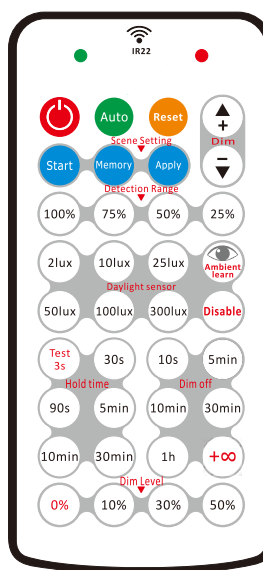 IR22
Auto
Reset
+
Dim
−
Scene Setting
Start Memory Apply
Detection Range
100% 75% 50% 25%
2lux 10lux 25lux Ambient learn
Daylight sensor
50lux 100lux 300lux Disable
Test 3s 30s 10s 5min
Hold time Dim off
90s 5min 10min 30min
10min 30min 1h +∞
Dim Level
0% 10% 30% 50%